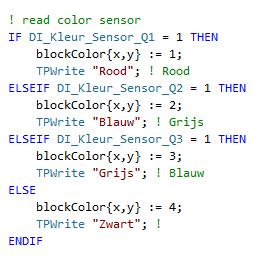 ! read color sensor
IF DI_Kleur_Sensor_Q1 = 1 THEN
    blockColor{x,y} := 1;
    TPWrite "Rood"; ! Rood
ELSEIF DI_Kleur_Sensor_Q2 = 1 THEN
    blockColor{x,y} := 2;
    TPWrite "Blauw"; ! Grijs
ELSEIF DI_Kleur_Sensor_Q3 = 1 THEN
    blockColor{x,y} := 3;
    TPWrite "Grijs"; ! Blauw
ELSE
    blockColor{x,y} := 4;
    TPWrite "Zwart"; !
ENDIF